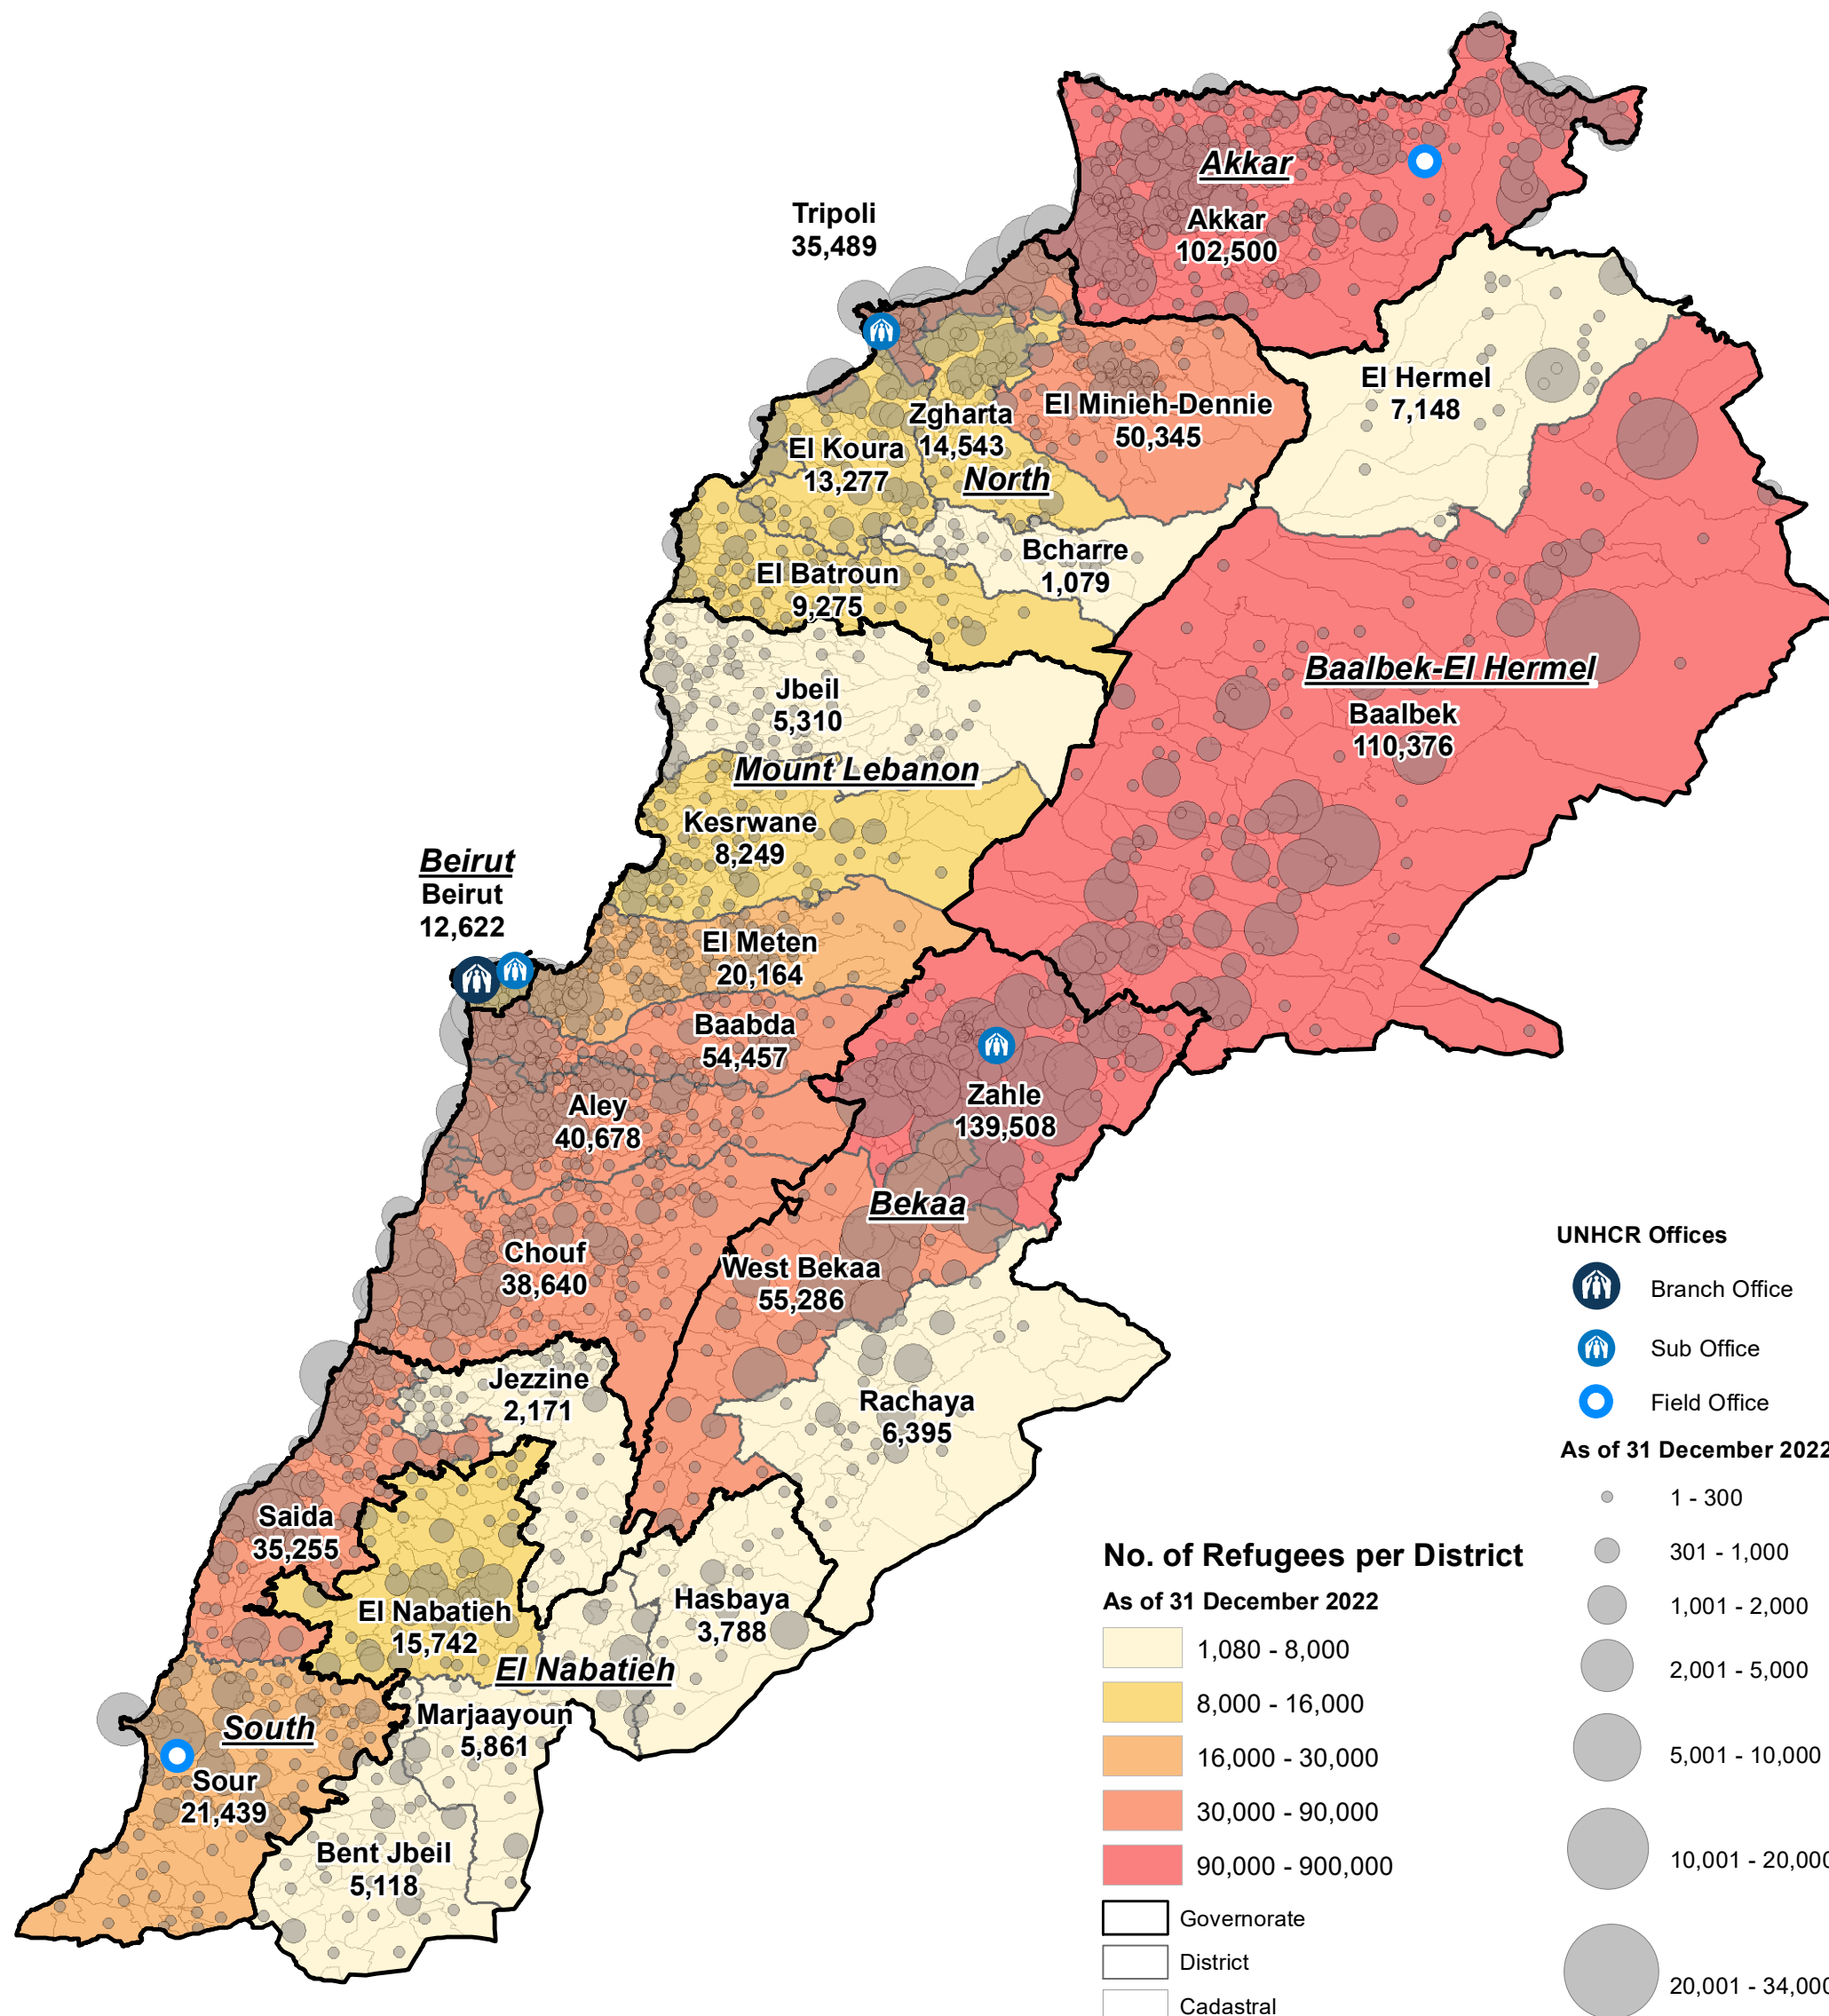 Akkar
Akkar
102,500
Tripoli
35,489
El Hermel
7,148
Zgharta
14,543
El Minieh-Dennie
50,345
El Koura
13,277
North
Bcharre
1,079
El Batroun
9,275
Baalbek-El Hermel
Baalbek
110,376
Jbeil
5,310
Mount Lebanon
Kesrwane
8,249
Beirut
Beirut
12,622
El Meten
20,164
Baabda
54,457
Aley
40,678
Zahle
139,508
Bekaa
Chouf
38,640
West Bekaa
55,286
Jezzine
2,171
Rachaya
6,395
Saida
35,255
El Nabatieh
15,742
Hasbaya
3,788
El Nabatieh
Marjaayoun
5,861
South
Sour
21,439
Bent Jbeil
5,118
UNHCR Offices
Branch Office
Sub Office
Field Office
As of 31 December 2022
1 - 300
301 - 1,000
1,001 - 2,000
2,001 - 5,000
5,001 - 10,000
10,001 - 20,000
20,001 - 34,000
No. of Refugees per District
As of 31 December 2022
1,080 - 8,000
8,000 - 16,000
16,000 - 30,000
30,000 - 90,000
90,000 - 900,000
Governorate
District
Cadastral